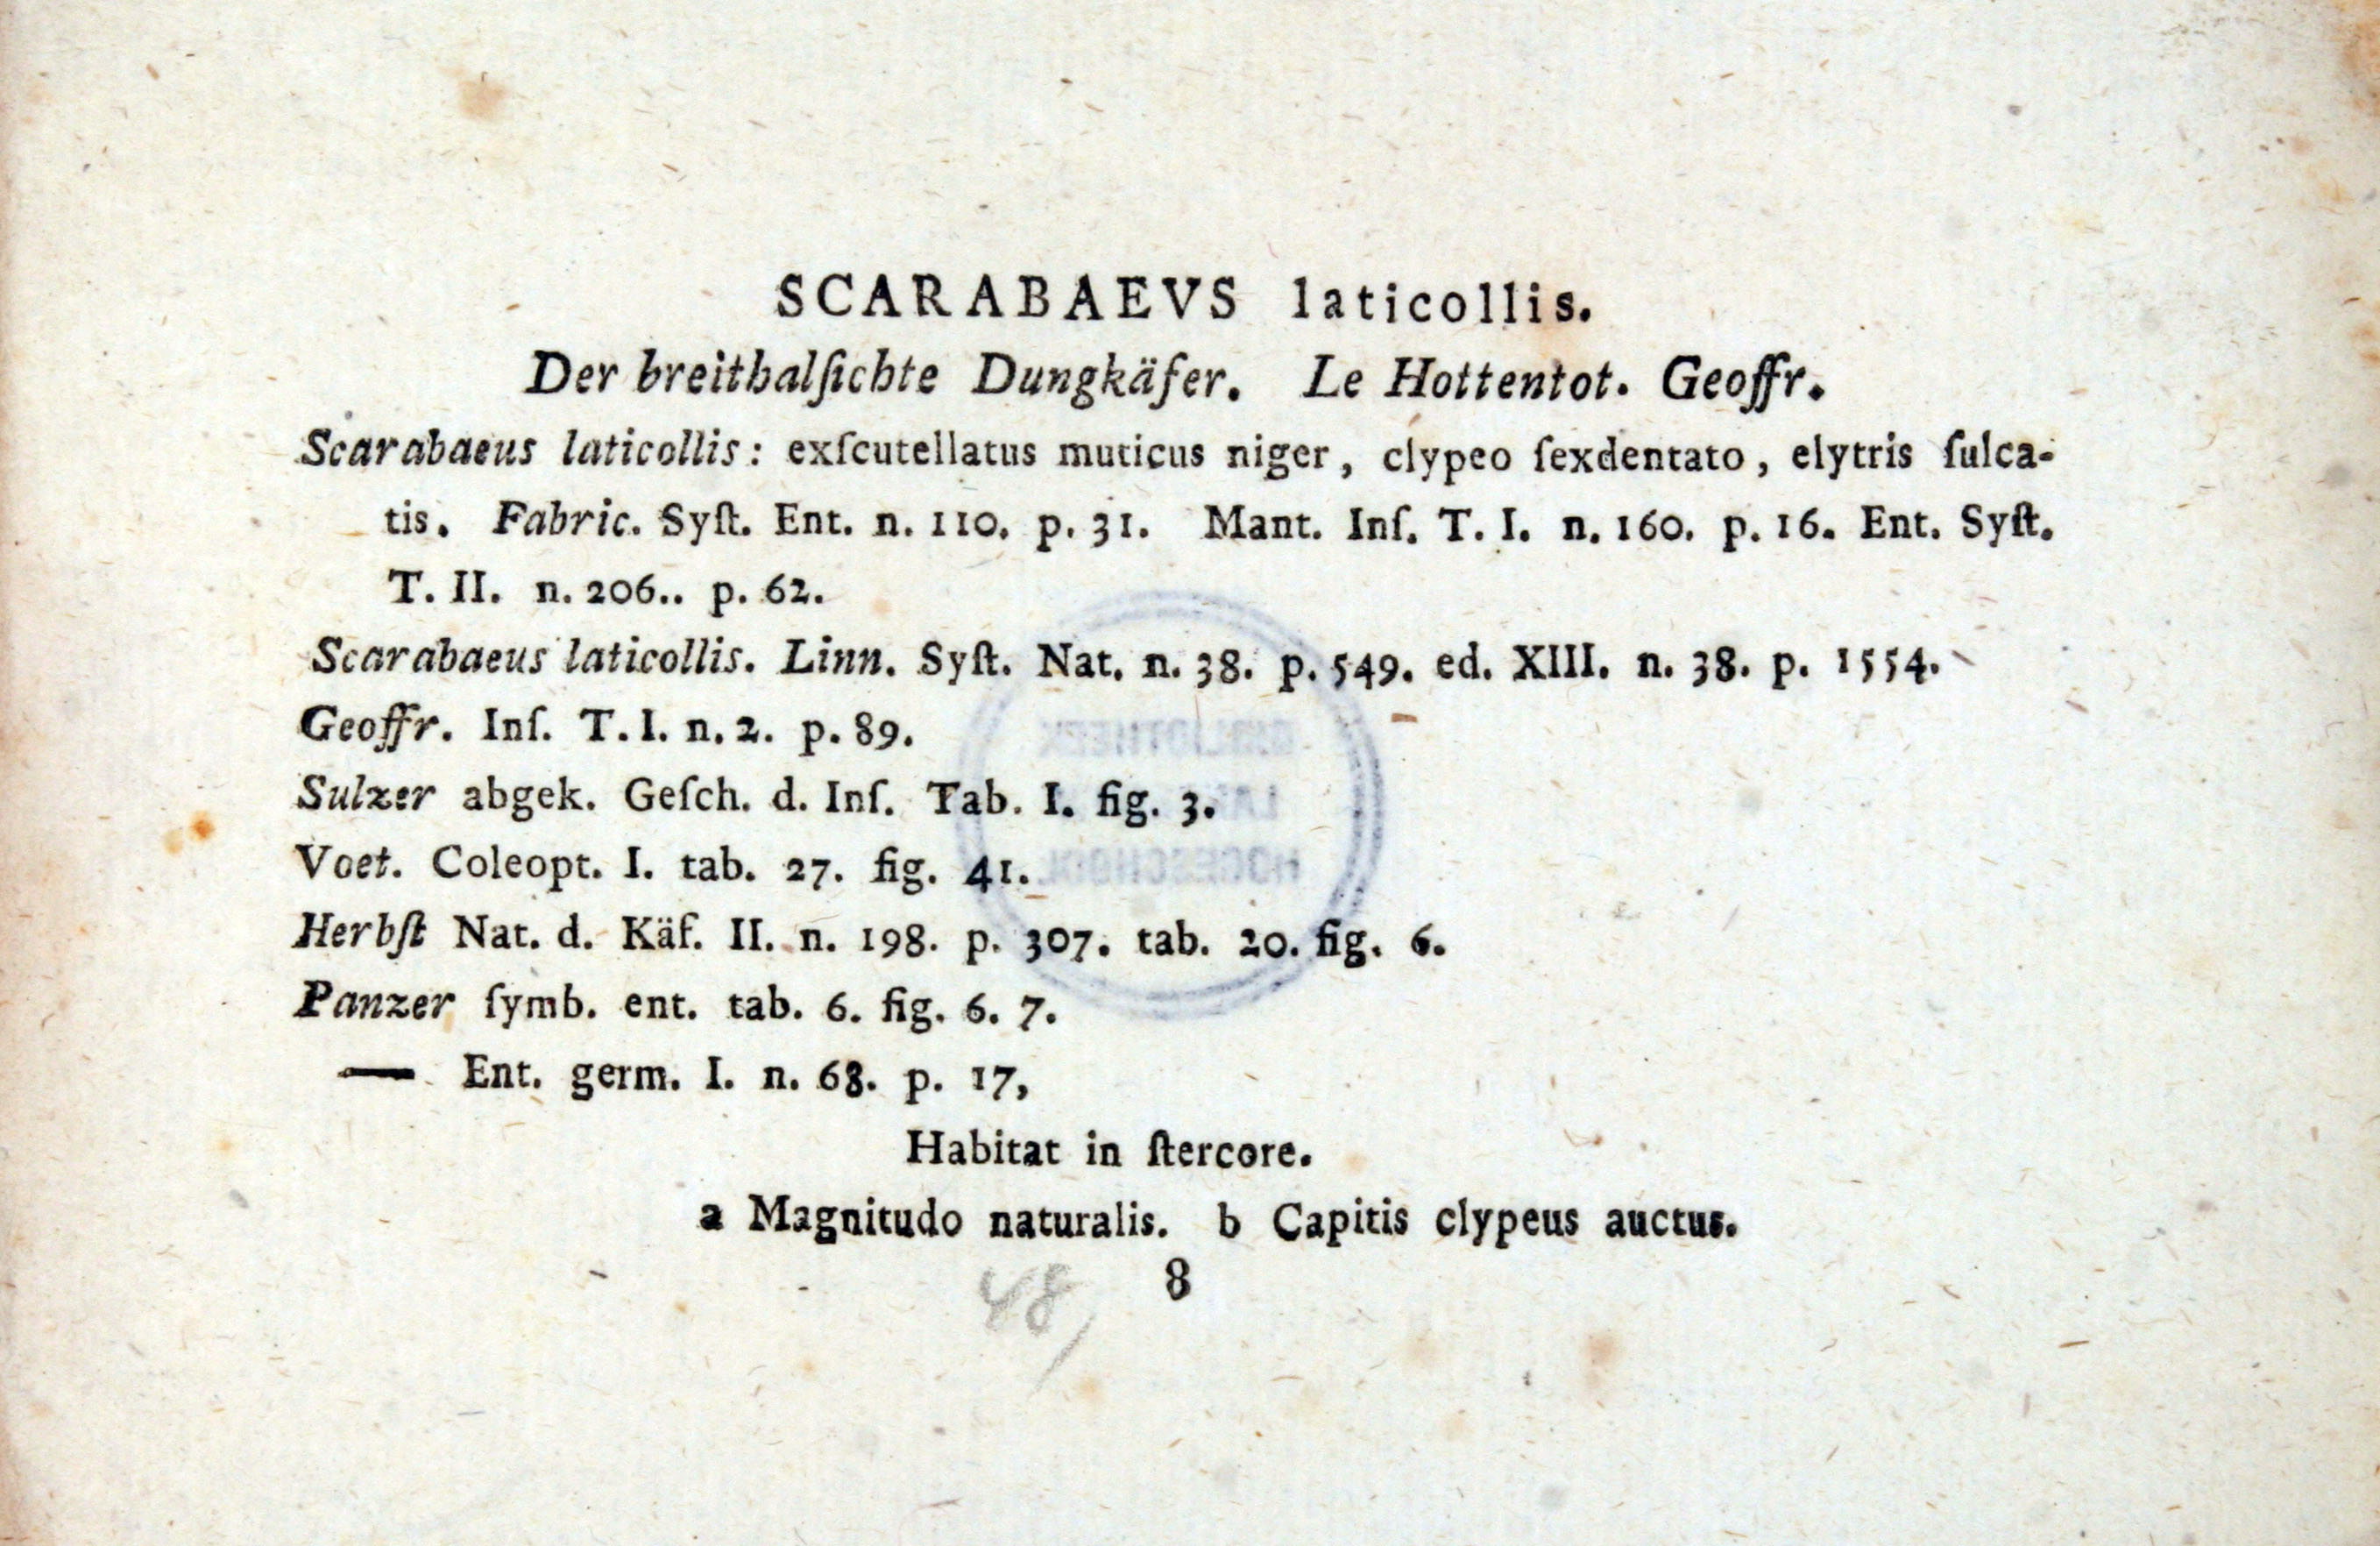 SCARABAEVS laticollis.
Der breithalſichte Dungkäfer. Le Hottentot. Geoffr.
Scarabaeus laticollis: exſcutellatus muticus niger, clypeo ſexdentato, elytris ſulca-
tis. Fabric. Syſt. Ent. n. 110. p. 31. Mant. Inſ. T. I. n. 160. p. 16. Ent. Syſt.
T. II. n. 206.. p. 62.
Scarabaeus laticollis. Linn. Syſt. Nat. n. 38. p. 549. ed. XIII. n. 38. p. 1554.
Geoffr. Inſ. T. I. n. 2. p. 89.
BIBLIOTHEEK
Sulzer abgek. Geſch. d. Inſ. Tab. I. fig. 3.
Voet. Coleopt. I. tab. 27. fig. 41.
HOGESCHOOL
Herbſt Nat. d. Käf. II. n. 198. p. 307. tab. 20. fig. 6.
Panzer ſymb. ent. tab. 6. fig. 6. 7.
— Ent. germ. I. n. 68. p. 17,
Habitat in ſtercore.
a Magnitudo naturalis. b Capitis clypeus auctus.
48/ 8